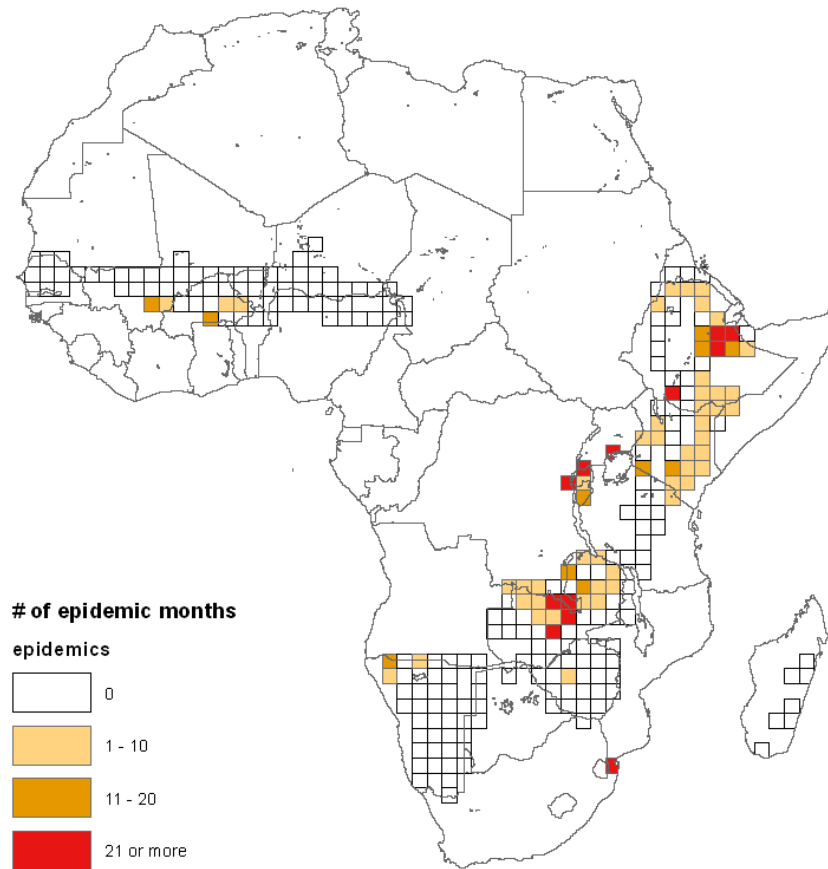 # of epidemic months
epidemics
0
1 - 10
11 - 20
21 or more